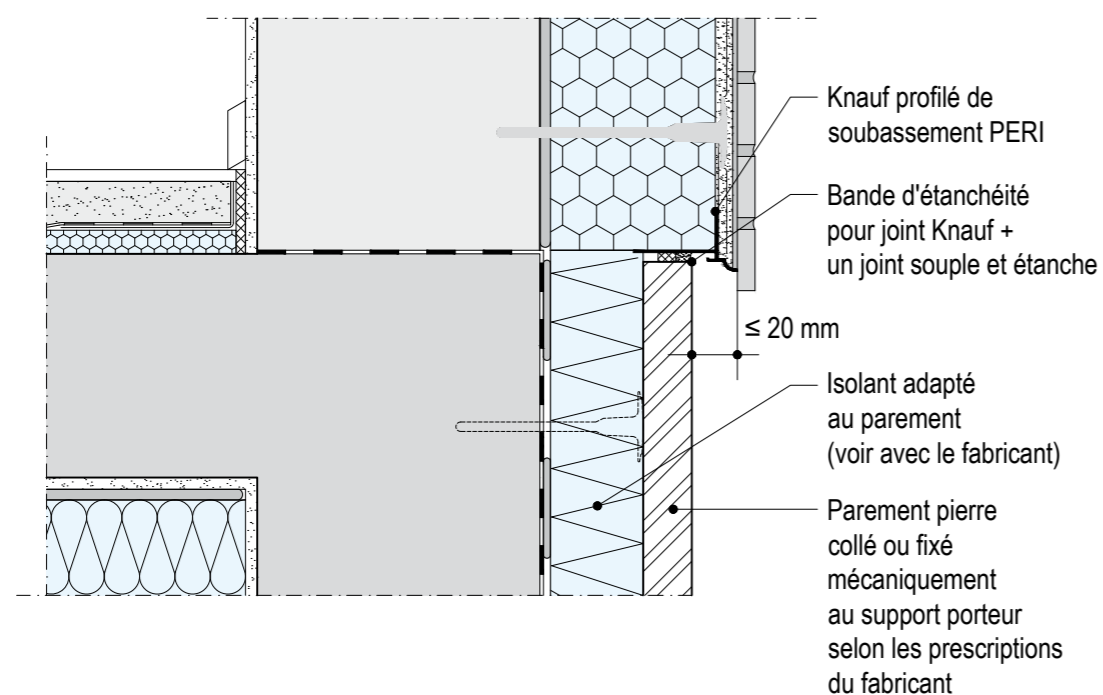 Knauf profilé de
soubassement PERI
Bande d'étanchéité
pour joint Knauf +
un joint souple et étanche
≤ 20 mm
Isolant adapté
au parement
(voir avec le fabricant)
Parement pierre
collé ou fixé
mécaniquement
au support porteur
selon les prescriptions
du fabricant